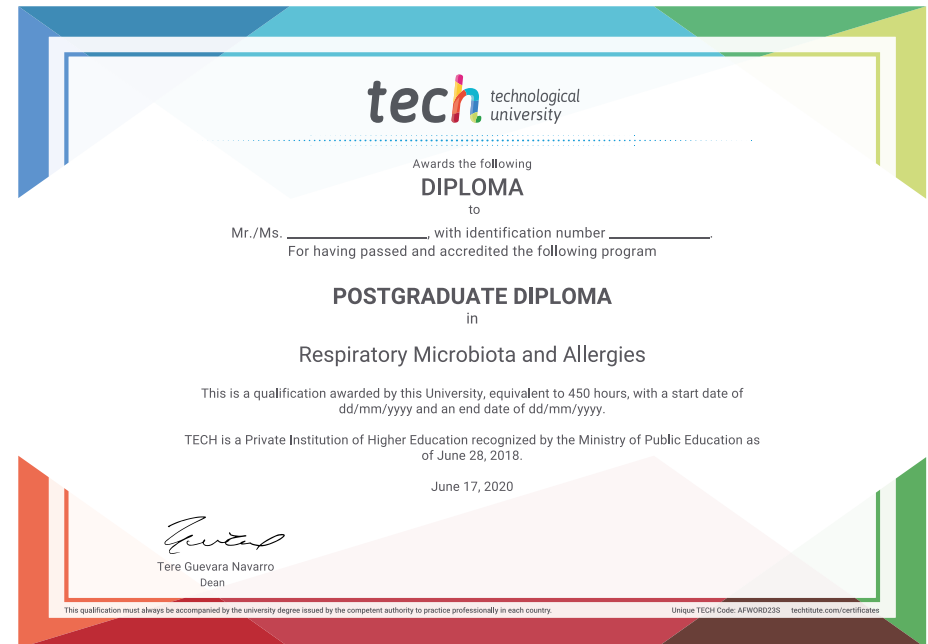 tech technological
university
Awards the following
DIPLOMA
to
Mr./Ms. ____________________, with identification number ______________.
For having passed and accredited the following program
POSTGRADUATE DIPLOMA
in
Respiratory Microbiota and Allergies
This is a qualification awarded by this University, equivalent to 450 hours, with a start date of
dd/mm/yyyy and an end date of dd/mm/yyyy.
TECH is a Private Institution of Higher Education recognized by the Ministry of Public Education as
of June 28, 2018.
June 17, 2020
Tere Guevara Navarro
Dean
This qualification must always be accompanied by the university degree issued by the competent authority to practice professionally in each country. Unique TECH Code: AFWORD23S techtitute.com/certificates